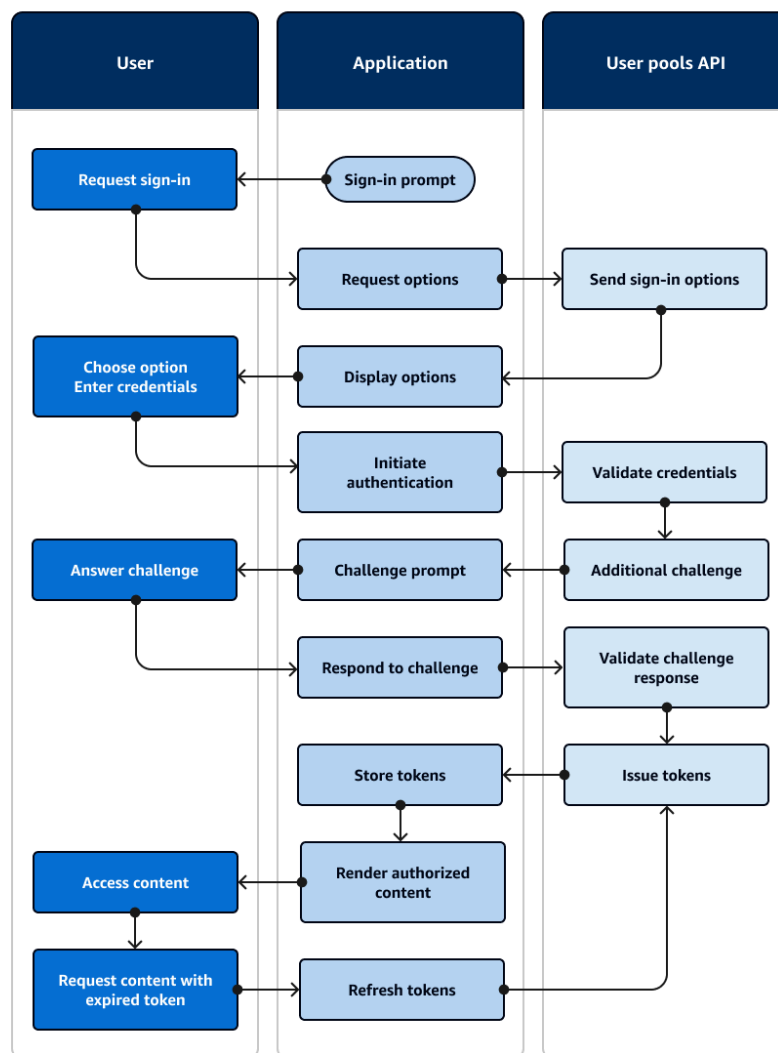 User
Application
User pools API
Request sign-in
Sign-in prompt
Request options
Send sign-in options
Choose option
Enter credentials
Display options
Initiate
authentication
Validate credentials
Answer challenge
Challenge prompt
Additional challenge
Respond to challenge
Validate challenge
response
Store tokens
Issue tokens
Access content
Render authorized
content
Request content with
expired token
Refresh tokens